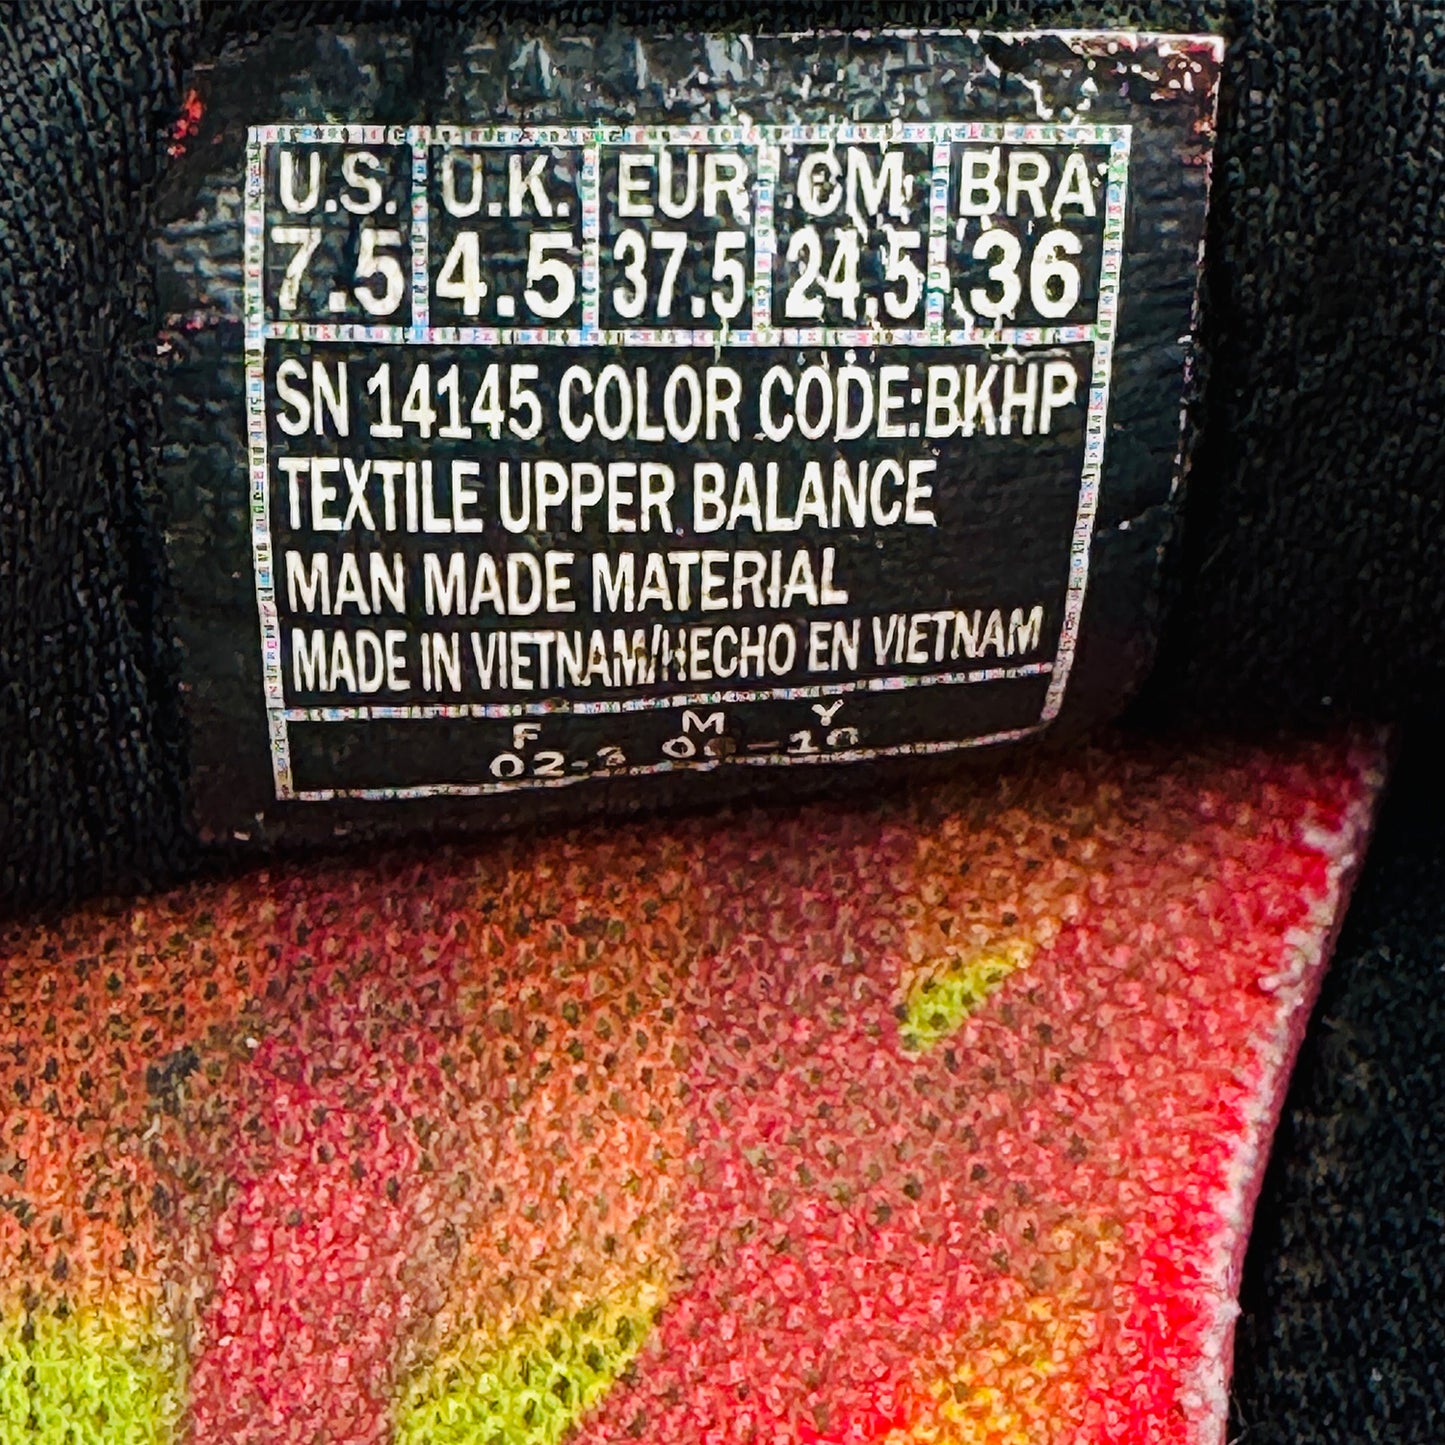 U.S. U.K. EUR CM BRA
7.5 4.5 37.5 24.5 36
SN 14145 COLOR CODE:BKHP
TEXTILE UPPER BALANCE
MAN MADE MATERIAL
MADE IN VIETNAM/HECHO EN VIETNAM
F M Y